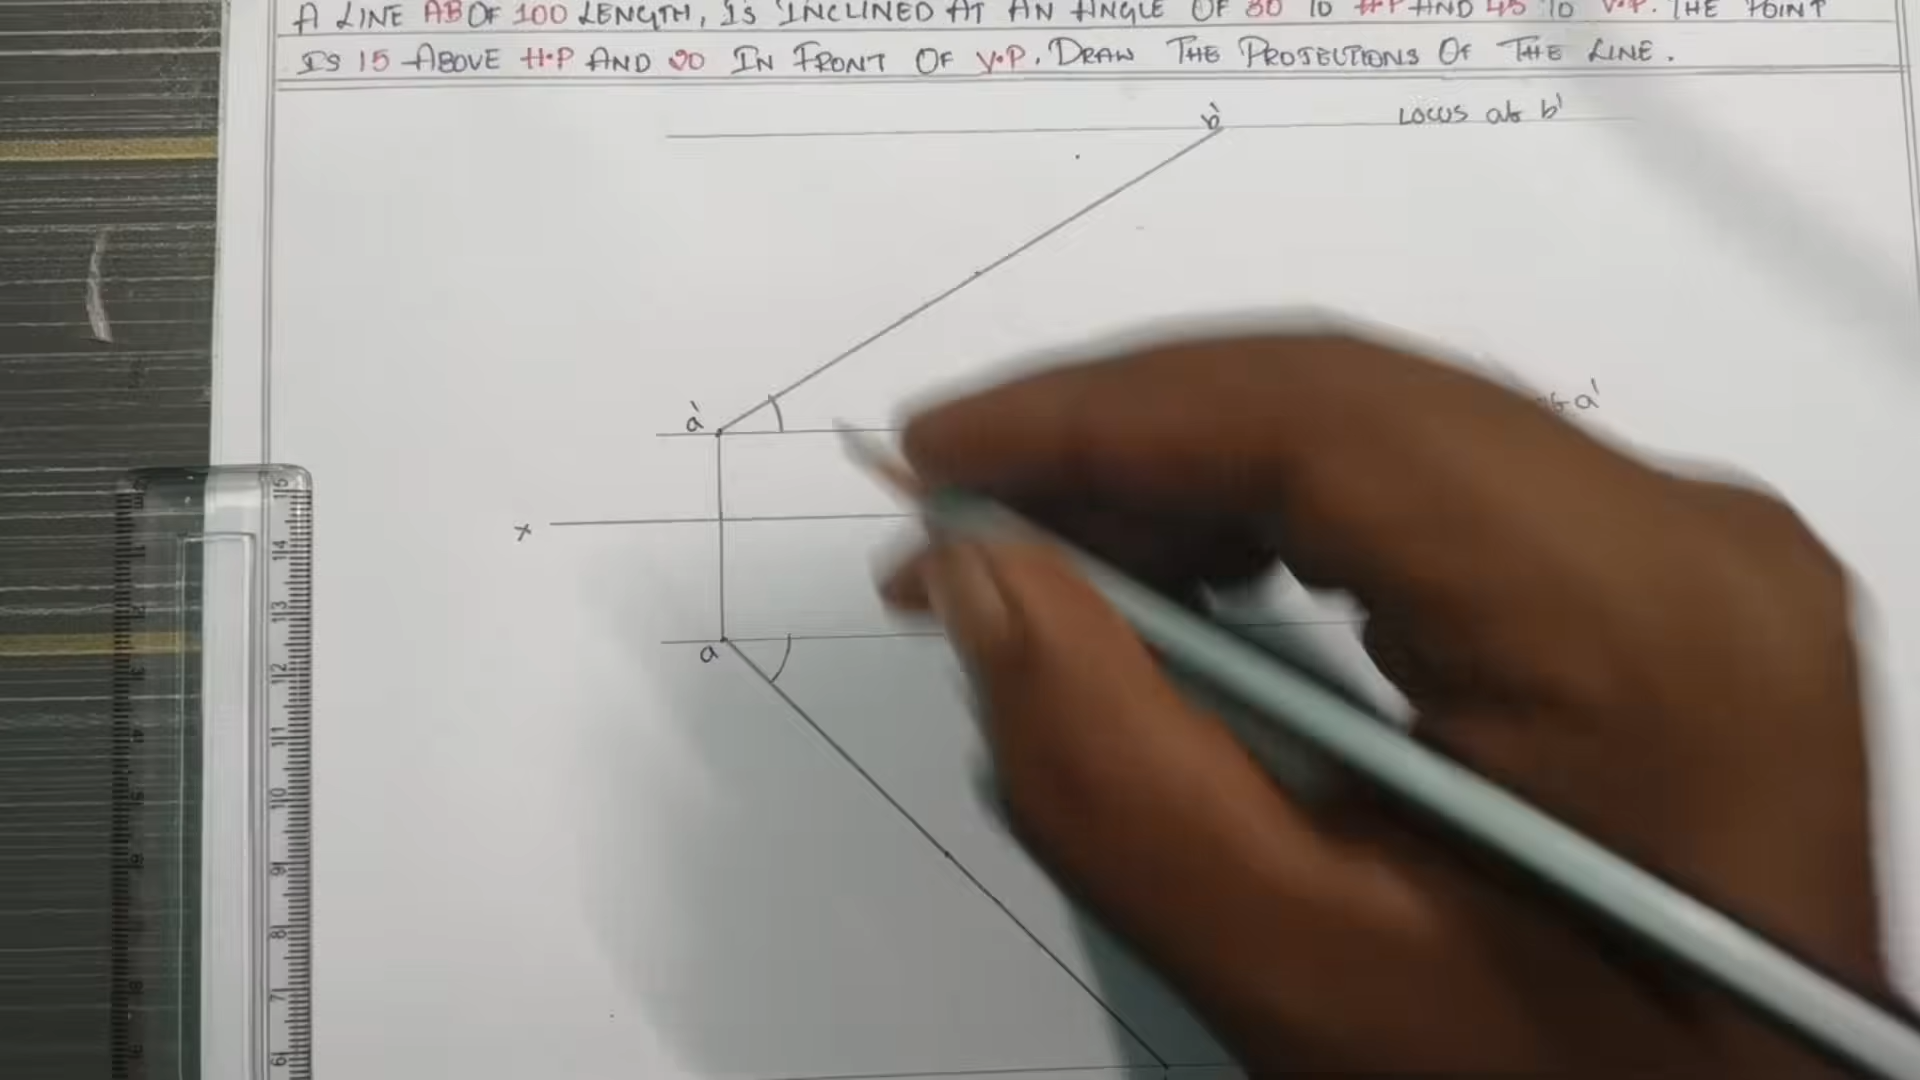 A LINE AB OF 100 LENGTH, IS INCLINED AT AN ANGLE OF 30 TO H.P AND 45 TO V.P. THE POINT
IS 15 ABOVE H.P AND 20 IN FRONT OF V.P. DRAW THE PROJECTIONS OF THE LINE.
b'
LOCUS of b'
a'
a'
x
a
15
14
13
12
11
10
9
8
7
6